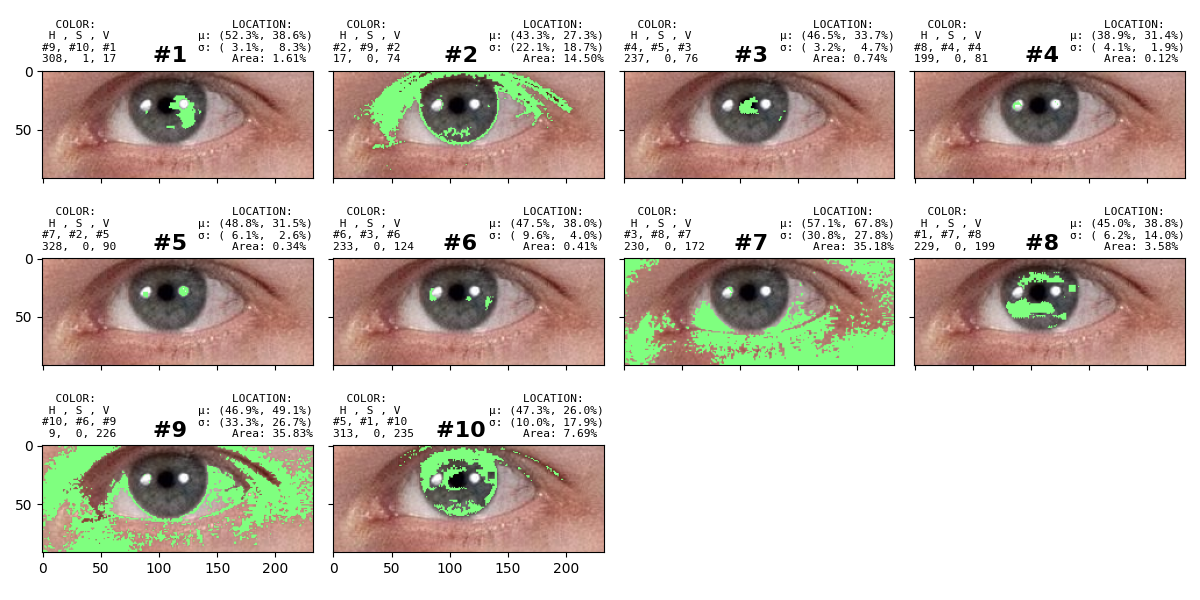 COLOR: LOCATION:
H , S , V μ: (52.3%, 38.6%)
#9, #10, #1 σ: ( 3.1%,  8.3%)
308,  1, 17 #1 Area: 1.61%
COLOR: LOCATION:
H , S , V μ: (43.3%, 27.3%)
#2, #9, #2 σ: (22.1%, 18.7%)
17,  0, 74 #2 Area: 14.50%
COLOR: LOCATION:
H , S , V μ: (46.5%, 33.7%)
#4, #5, #3 σ: ( 3.2%,  4.7%)
237,  0, 76 #3 Area: 0.74%
COLOR: LOCATION:
H , S , V μ: (38.9%, 31.4%)
#8, #4, #4 σ: ( 4.1%,  1.9%)
199,  0, 81 #4 Area: 0.12%
0
50
COLOR: LOCATION:
H , S , V μ: (48.8%, 31.5%)
#7, #2, #5 σ: ( 6.1%,  2.6%)
328,  0, 90 #5 Area: 0.34%
COLOR: LOCATION:
H , S , V μ: (47.5%, 38.0%)
#6, #3, #6 σ: ( 9.6%,  4.0%)
233,  0, 124 #6 Area: 0.41%
COLOR: LOCATION:
H , S , V μ: (57.1%, 67.8%)
#3, #8, #7 σ: (30.8%, 27.8%)
230,  0, 172 #7 Area: 35.18%
COLOR: LOCATION:
H , S , V μ: (45.0%, 38.8%)
#1, #7, #8 σ: ( 6.2%, 14.0%)
229,  0, 199 #8 Area: 3.58%
0
50
COLOR: LOCATION:
H , S , V μ: (46.9%, 49.1%)
#10, #6, #9 σ: (33.3%, 26.7%)
9,  0, 226 #9 Area: 35.83%
COLOR: LOCATION:
H , S , V μ: (47.3%, 26.0%)
#5, #1, #10 σ: (10.0%, 17.9%)
313,  0, 235 #10 Area: 7.69%
0
50
0 50 100 150 200
0 50 100 150 200